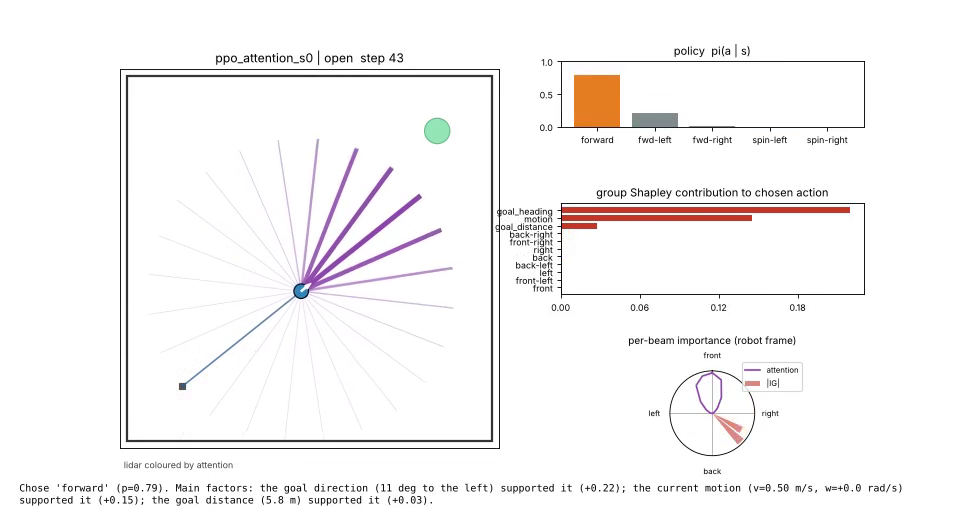 ppo_attention_s0 | open  step 43
lidar coloured by attention
policy  pi(a | s)
1.0
0.5
0.0
forward
fwd-left
fwd-right
spin-left
spin-right
group Shapley contribution to chosen action
goal_heading
motion
goal_distance
back-right
front-right
right
back
back-left
left
front-left
front
0.00
0.06
0.12
0.18
per-beam importance (robot frame)
front
attention
|IG|
left
right
back
Chose 'forward' (p=0.79). Main factors: the goal direction (11 deg to the left) supported it (+0.22); the current motion (v=0.50 m/s, w=+0.0 rad/s)
supported it (+0.15); the goal distance (5.8 m) supported it (+0.03).